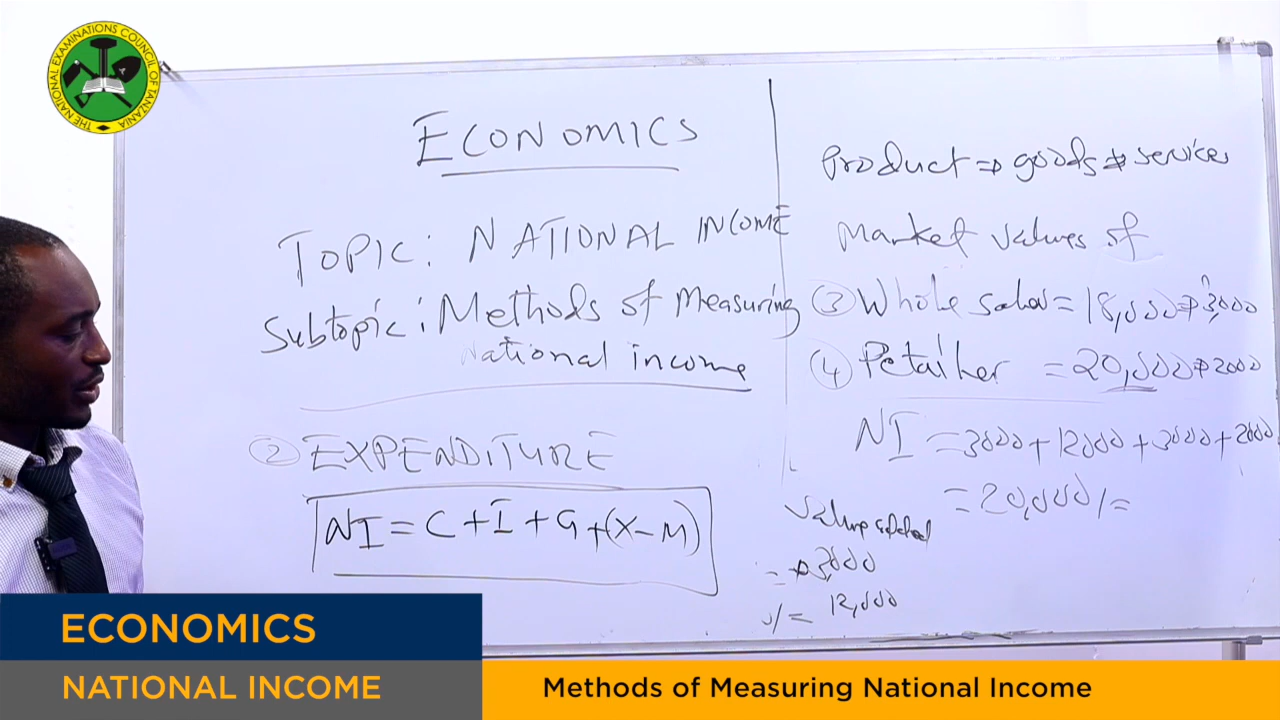 THE NATIONAL EXAMINATIONS COUNCIL OF TANZANIA
ECONOMICS
TOPIC: NATIONAL INCOME
Subtopic: Methods of Measuring
National income
② EXPENDITURE
NI = C + I + G + (X - M)
Product ⇒ goods + services
Market values of
③ Whole saler = 18,000 ⇒ 3,000
④ Retailer = 20,000 ⇒ 2000
NI = 3000 + 12000 + 3000 + 2000
= 20,000/=
Value added
= 3,000
/= 12,000
ECONOMICS
NATIONAL INCOME
Methods of Measuring National Income